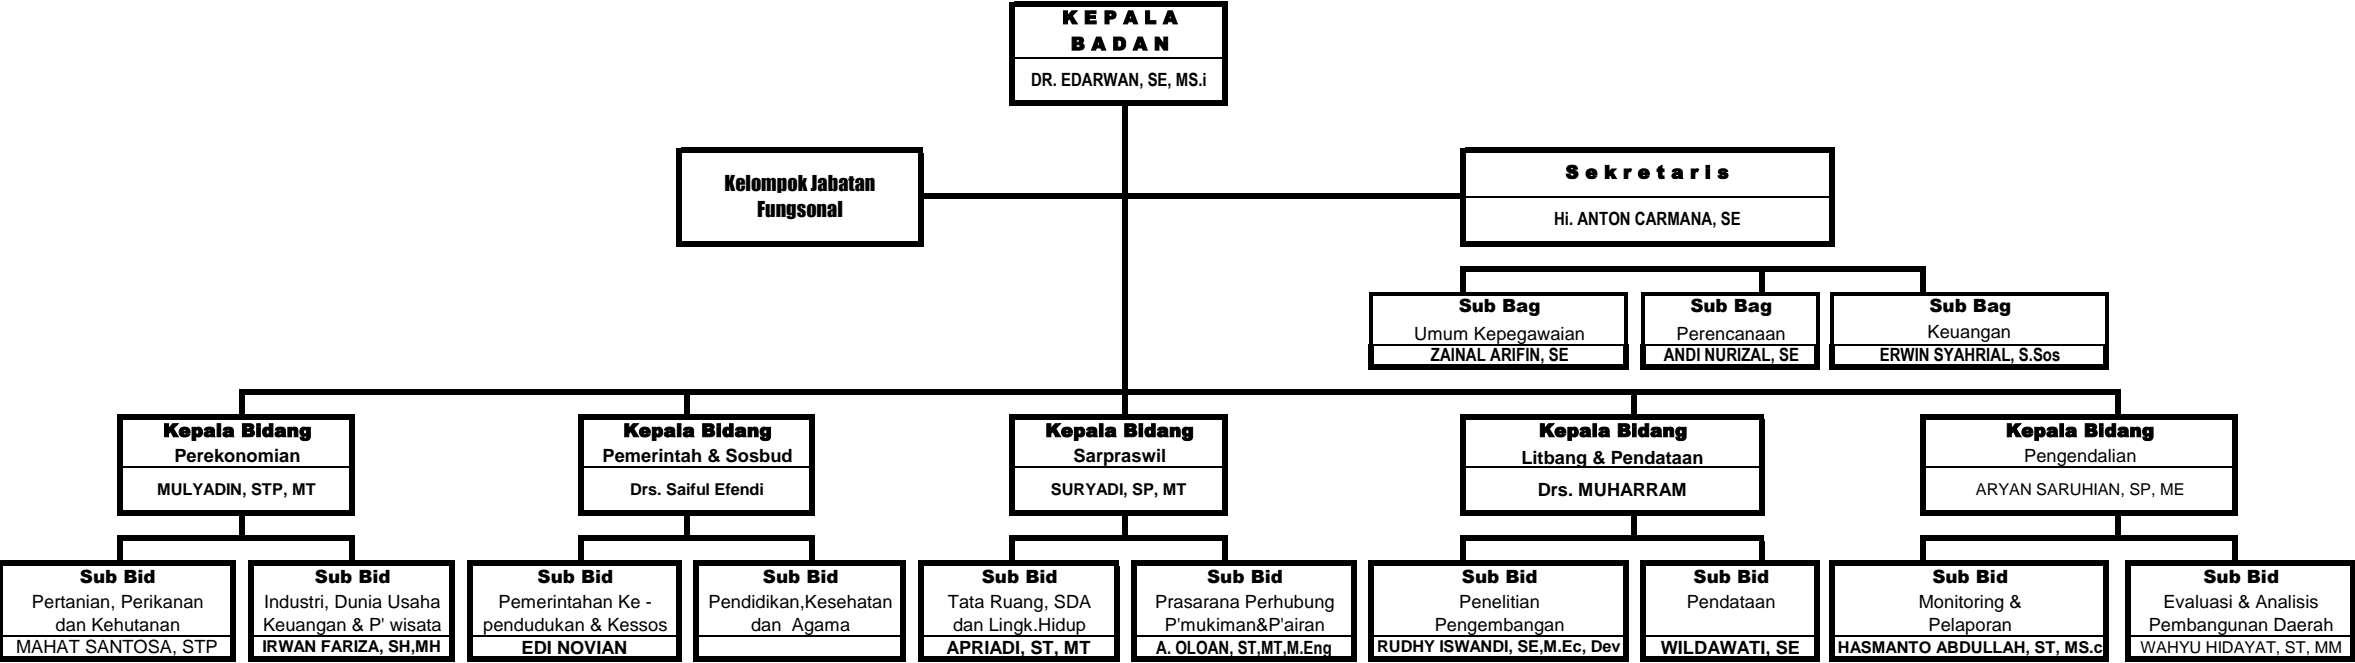 K E P A L A
B A D A N
DR. EDARWAN, SE, MS.i
Kelompok Jabatan
Fungsonal
S e k r e t a r i s
Hi. ANTON CARMANA, SE
Sub Bag
Umum Kepegawaian
ZAINAL ARIFIN, SE
Sub Bag
Perencanaan
ANDI NURIZAL, SE
Sub Bag
Keuangan
ERWIN SYAHRIAL, S.Sos
Kepala Bidang
Perekonomian
MULYADIN, STP, MT
Kepala Bidang
Pemerintah & Sosbud
Drs. Saiful Efendi
Kepala Bidang
Sarpraswil
SURYADI, SP, MT
Kepala Bidang
Litbang & Pendataan
Drs. MUHARRAM
Kepala Bidang
Pengendalian
ARYAN SARUHIAN, SP, ME
Sub Bid
Pertanian, Perikanan
dan Kehutanan
MAHAT SANTOSA, STP
Sub Bid
Industri, Dunia Usaha
Keuangan & P' wisata
IRWAN FARIZA, SH,MH
Sub Bid
Pemerintahan Ke -
pendudukan & Kessos
EDI NOVIAN
Sub Bid
Pendidikan,Kesehatan
dan Agama
Sub Bid
Tata Ruang, SDA
dan Lingk.Hidup
APRIADI, ST, MT
Sub Bid
Prasarana Perhubung
P'mukiman&P'airan
A. OLOAN, ST,MT,M.Eng
Sub Bid
Penelitian
Pengembangan
RUDHY ISWANDI, SE,M.Ec, Dev
Sub Bid
Pendataan
WILDAWATI, SE
Sub Bid
Monitoring &
Pelaporan
HASMANTO ABDULLAH, ST, MS.c
Sub Bid
Evaluasi & Analisis
Pembangunan Daerah
WAHYU HIDAYAT, ST, MM